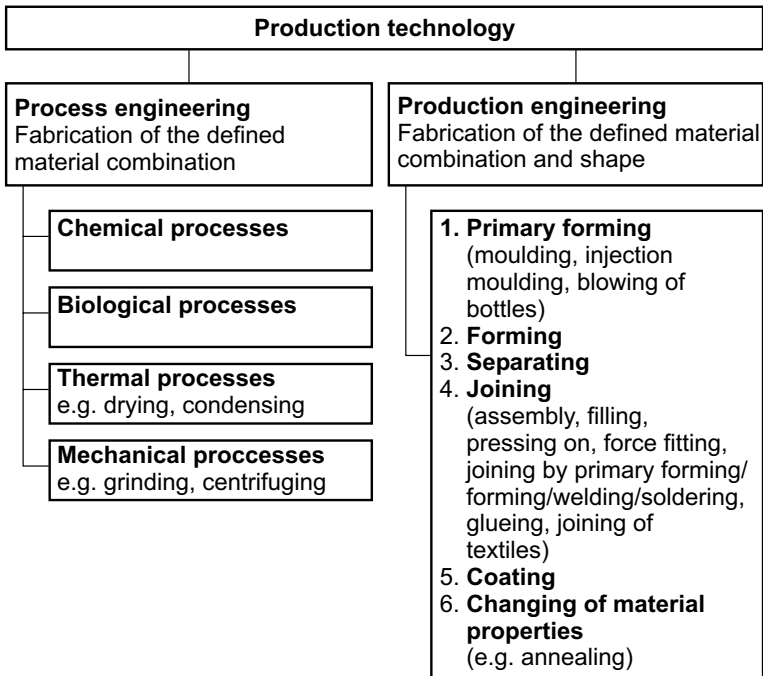 Production technology
Process engineering
Fabrication of the defined
material combination
Chemical processes
Biological processes
Thermal processes
e.g. drying, condensing
Mechanical proccesses
e.g. grinding, centrifuging
Production engineering
Fabrication of the defined material
combination and shape
1. Primary forming
(moulding, injection
moulding, blowing of
bottles)
2. Forming
3. Separating
4. Joining
(assembly, filling,
pressing on, force fitting,
joining by primary forming/
forming/welding/soldering,
glueing, joining of
textiles)
5. Coating
6. Changing of material
properties
(e.g. annealing)